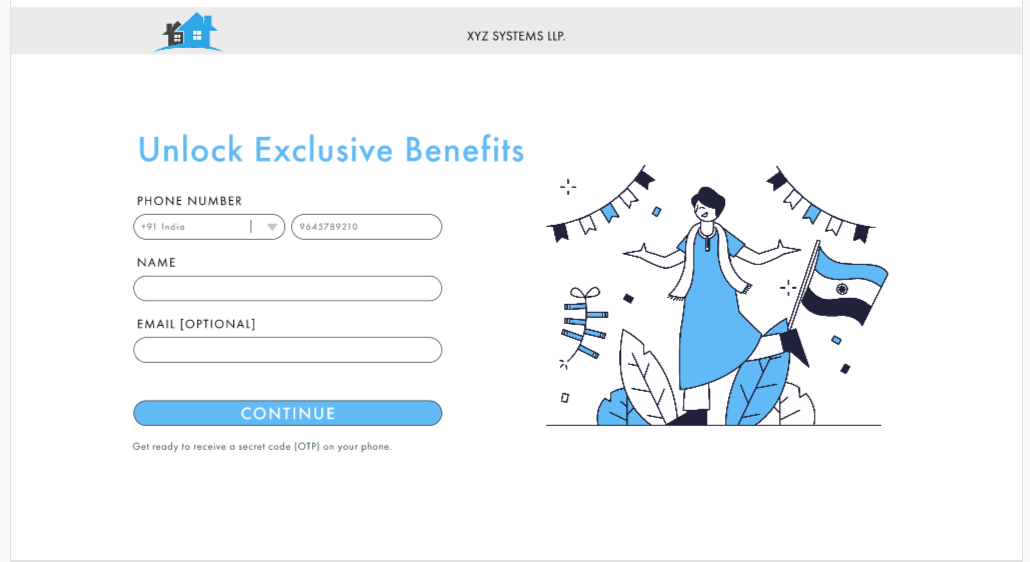 XYZ SYSTEMS LLP.
Unlock Exclusive Benefits
PHONE NUMBER
+91 India
9645789210
NAME
EMAIL [OPTIONAL]
CONTINUE
Get ready to receive a secret code (OTP) on your phone.